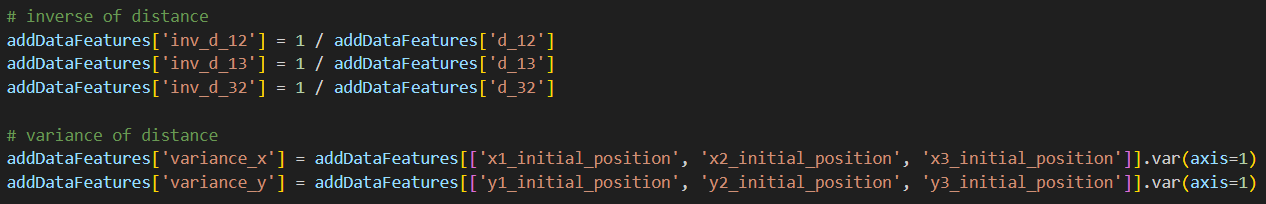 # inverse of distance
addDataFeatures['inv_d_12'] = 1 / addDataFeatures['d_12']
addDataFeatures['inv_d_13'] = 1 / addDataFeatures['d_13']
addDataFeatures['inv_d_32'] = 1 / addDataFeatures['d_32']
# variance of distance
addDataFeatures['variance_x'] = addDataFeatures[['x1_initial_position', 'x2_initial_position', 'x3_initial_position']].var(axis=1)
addDataFeatures['variance_y'] = addDataFeatures[['y1_initial_position', 'y2_initial_position', 'y3_initial_position']].var(axis=1)